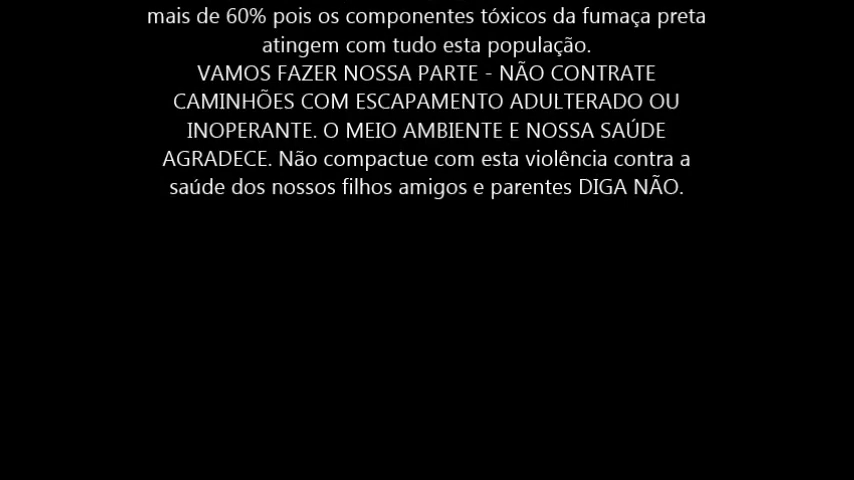 mais de 60% pois os componentes tóxicos da fumaça preta
atingem com tudo esta população.
VAMOS FAZER NOSSA PARTE - NÃO CONTRATE
CAMINHÕES COM ESCAPAMENTO ADULTERADO OU
INOPERANTE. O MEIO AMBIENTE E NOSSA SAÚDE
AGRADECE. Não compactue com esta violência contra a
saúde dos nossos filhos amigos e parentes DIGA NÃO.